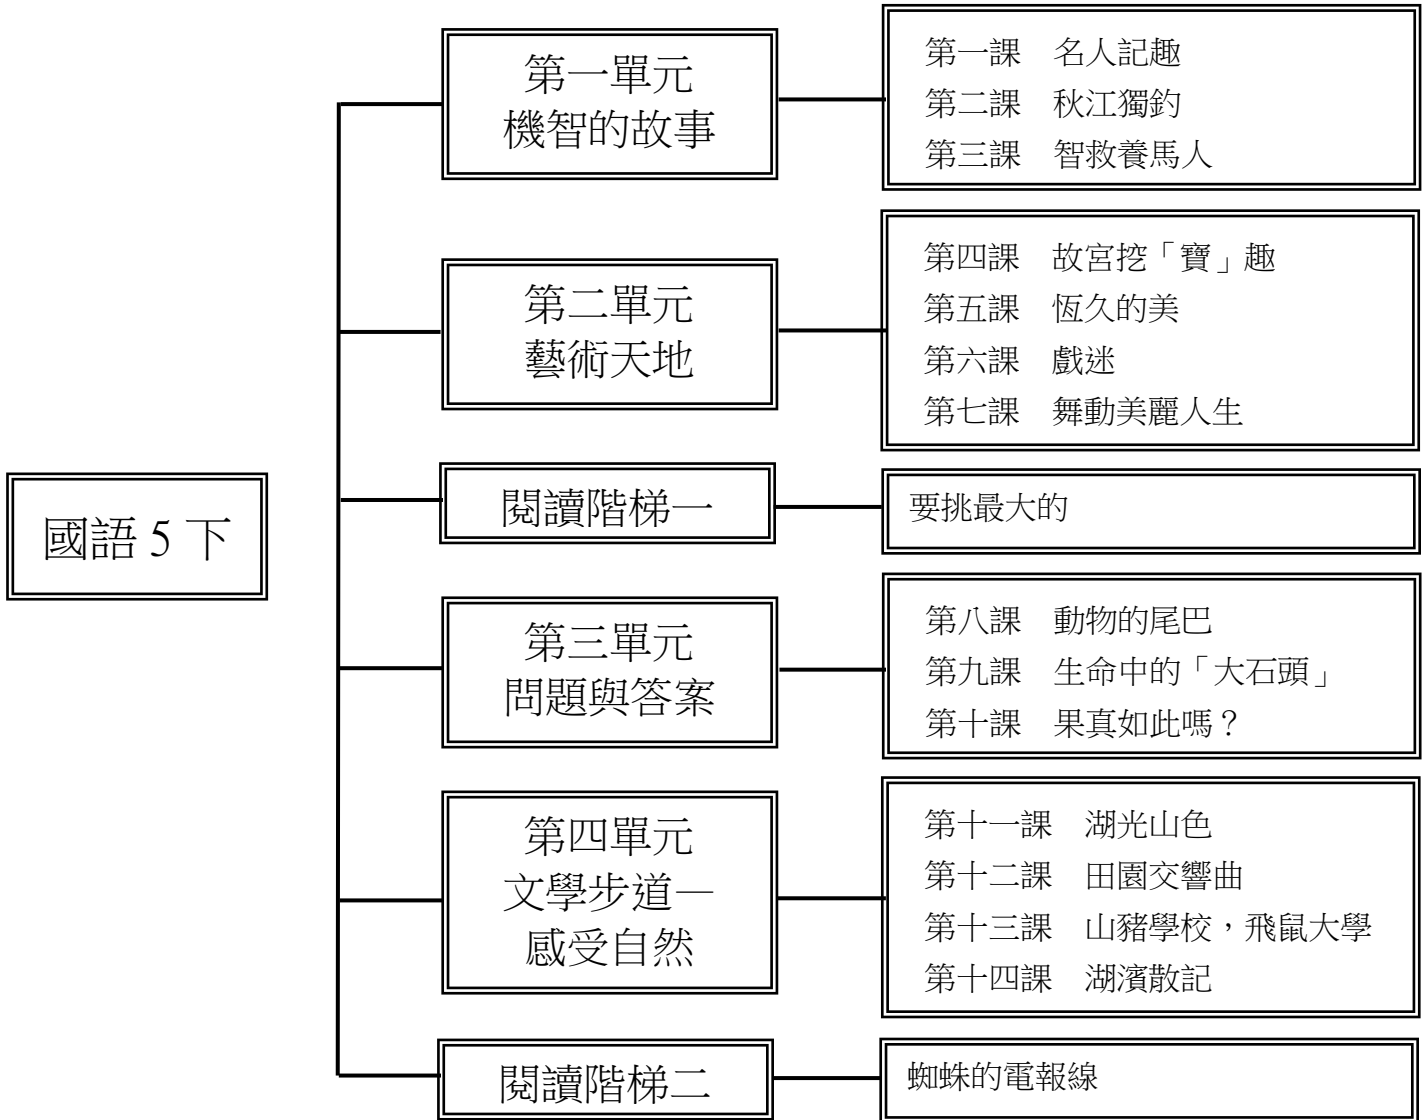 國語 5 下
第一單元
機智的故事
第一課　名人記趣
第二課　秋江獨釣
第三課　智救養馬人
第二單元
藝術天地
第四課　故宮挖「寶」趣
第五課　恆久的美
第六課　戲迷
第七課　舞動美麗人生
閱讀階梯一
要挑最大的
第三單元
問題與答案
第八課　動物的尾巴
第九課　生命中的「大石頭」
第十課　果真如此嗎？
第四單元
文學步道—
感受自然
第十一課　湖光山色
第十二課　田園交響曲
第十三課　山豬學校，飛鼠大學
第十四課　湖濱散記
閱讀階梯二
蜘蛛的電報線